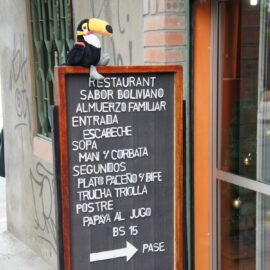 RESTAURANT
SABOR BOLIVIANO
ALMUERZO FAMILIAR
ENTRADA
ESCABECHE
SOPA
MANI Y CORBATA
SEGUNDOS
PLATO PACEÑO Y BIFE
TRUCHA TRIOLLA
POSTRE
PAPAYA AL JUGO
BS 15
PASE